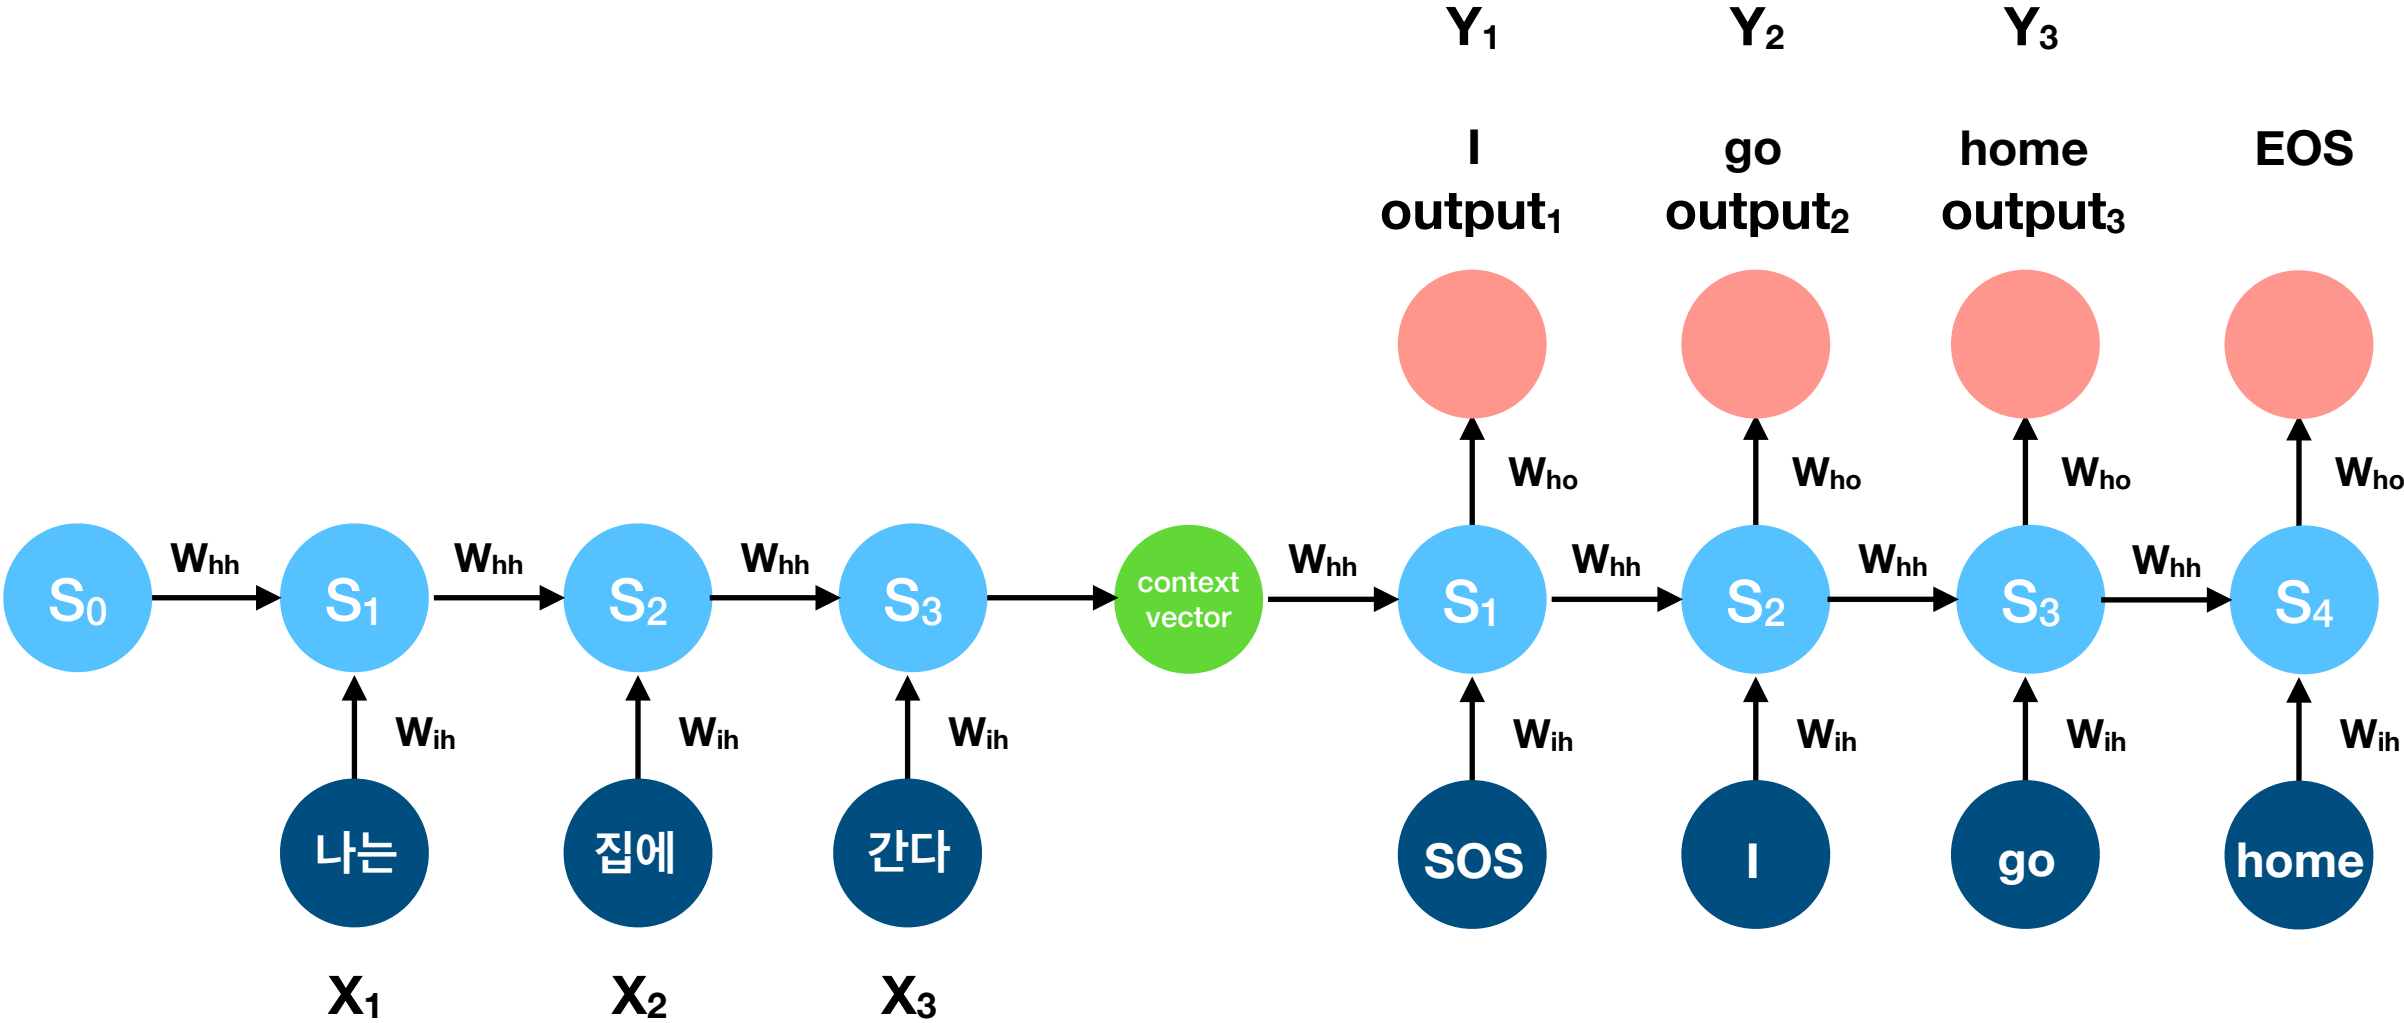 Y₁ Y₂ Y₃
I go home EOS
output₁ output₂ output₃
Who Who Who Who
Whh Whh Whh Whh Whh Whh Whh
S₀ S₁ S₂ S₃ context vector S₁ S₂ S₃ S₄
Wih Wih Wih Wih Wih Wih Wih
나는 집에 간다 SOS I go home
X₁ X₂ X₃